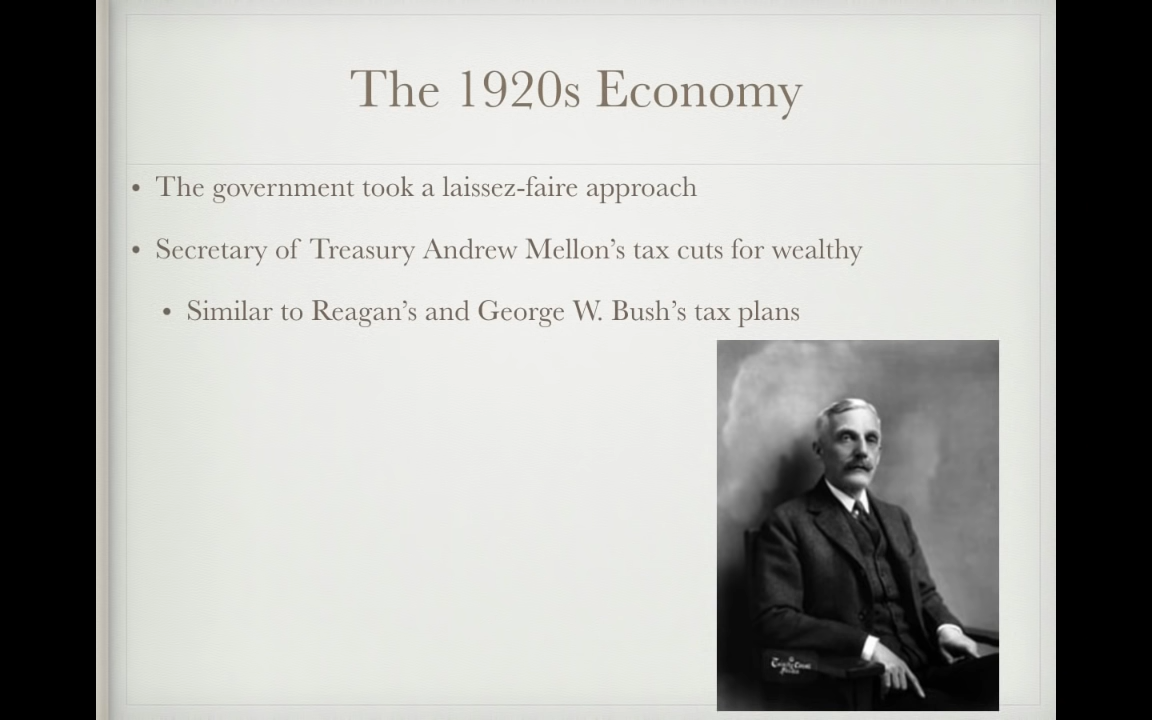 The 1920s Economy
• The government took a laissez-faire approach
• Secretary of Treasury Andrew Mellon's tax cuts for wealthy
• Similar to Reagan's and George W. Bush's tax plans